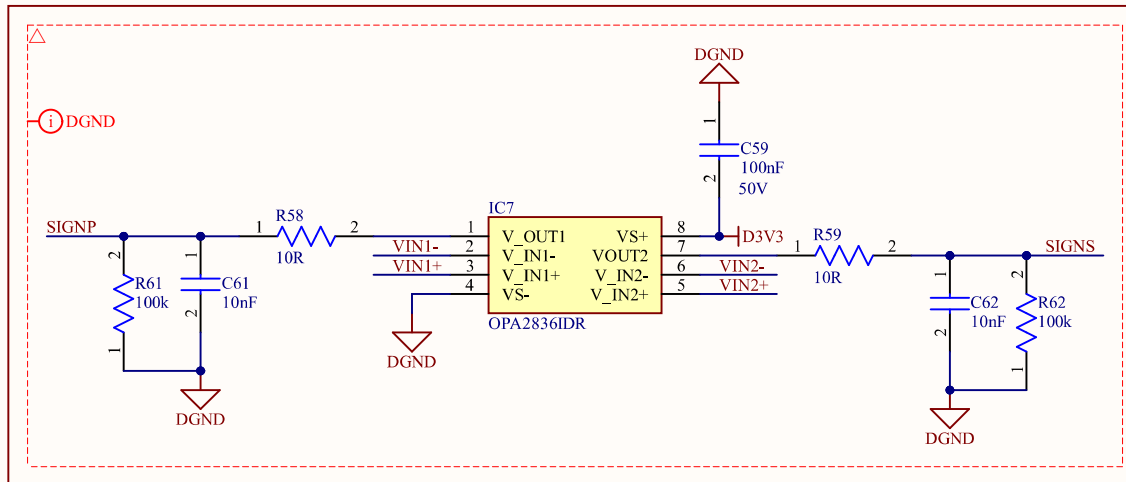 DGND
i DGND
1
C59
100nF
2
50V
IC7
SIGNP
1
R58
2
10R
1
V_OUT1
VS+
8
D3V3
VIN1-
2
V_IN1-
VOUT2
7
1
R59
2
10R
SIGNS
VIN1+
3
V_IN1+
V_IN2-
6
VIN2-
4
VS-
V_IN2+
5
VIN2+
OPA2836IDR
2
R61
100k
1
1
C61
10nF
2
DGND
DGND
1
C62
10nF
2
2
R62
100k
1
DGND